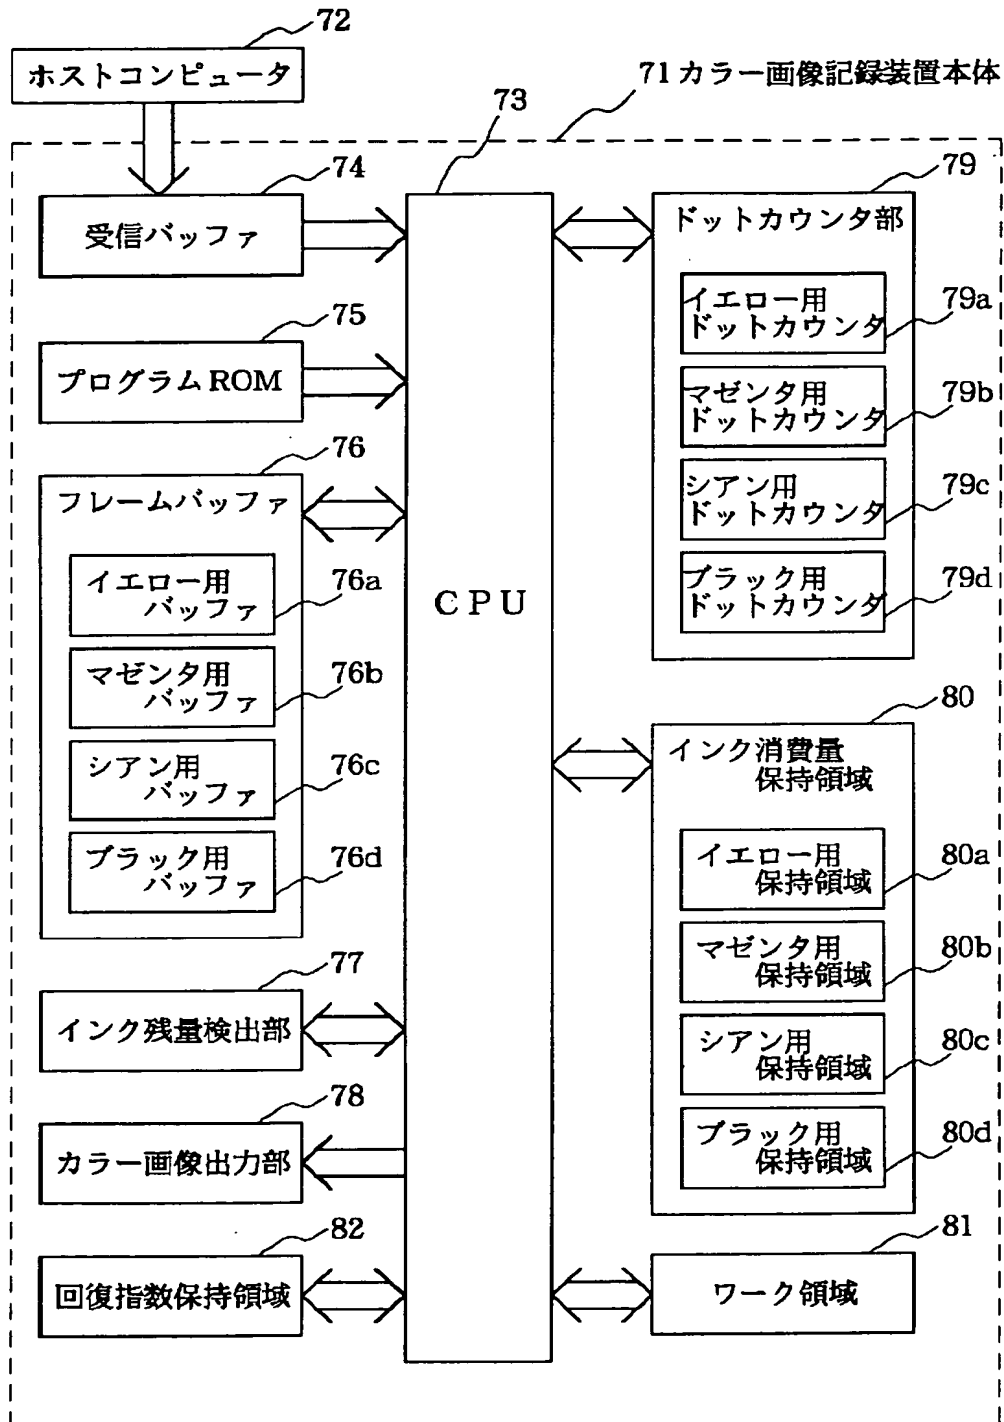 72
ホストコンピュータ
71カラー画像記録装置本体
73
74
受信バッファ
75
プログラムROM
76
フレームバッファ
イエロー用
バッファ
76a
マゼンタ用
バッファ
76b
シアン用
バッファ
76c
ブラック用
バッファ
76d
77
インク残量検出部
78
カラー画像出力部
82
回復指数保持領域
CPU
79
ドットカウンタ部
イエロー用
ドットカウンタ
79a
マゼンタ用
ドットカウンタ
79b
シアン用
ドットカウンタ
79c
ブラック用
ドットカウンタ
79d
80
インク消費量
保持領域
イエロー用
保持領域
80a
マゼンタ用
保持領域
80b
シアン用
保持領域
80c
ブラック用
保持領域
80d
81
ワーク領域